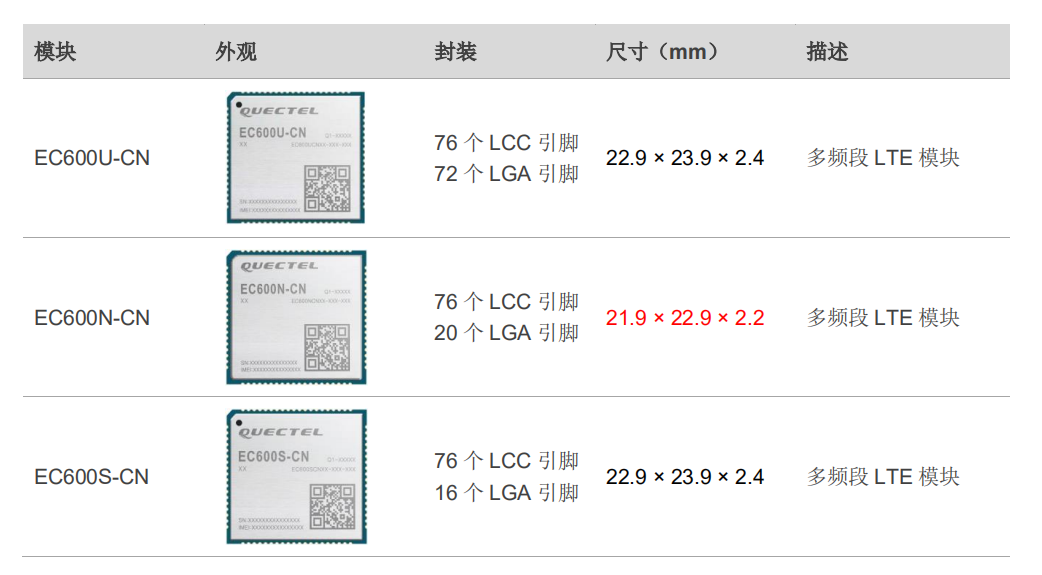 模块 外观 封装 尺寸（mm） 描述
QUECTEL
EC600U-CN Q1-XXXXX
XX EC600UCNXX-XXX-XXX
SN:XXXXXXXXXXXXXXX
IMEI:XXXXXXXXXXXXXXX
EC600U-CN
76 个 LCC 引脚
72 个 LGA 引脚
22.9 × 23.9 × 2.4
多频段 LTE 模块
QUECTEL
EC600N-CN Q1-XXXXX
XX EC600NCNXX-XXX-XXX
SN:XXXXXXXXXXXXXXX
IMEI:XXXXXXXXXXXXXXX
EC600N-CN
76 个 LCC 引脚
20 个 LGA 引脚
21.9 × 22.9 × 2.2
多频段 LTE 模块
QUECTEL
EC600S-CN Q1-XXXXX
XX EC600SCNXX-XXX-XXX
SN:XXXXXXXXXXXXXXX
IMEI:XXXXXXXXXXXXXXX
EC600S-CN
76 个 LCC 引脚
16 个 LGA 引脚
22.9 × 23.9 × 2.4
多频段 LTE 模块